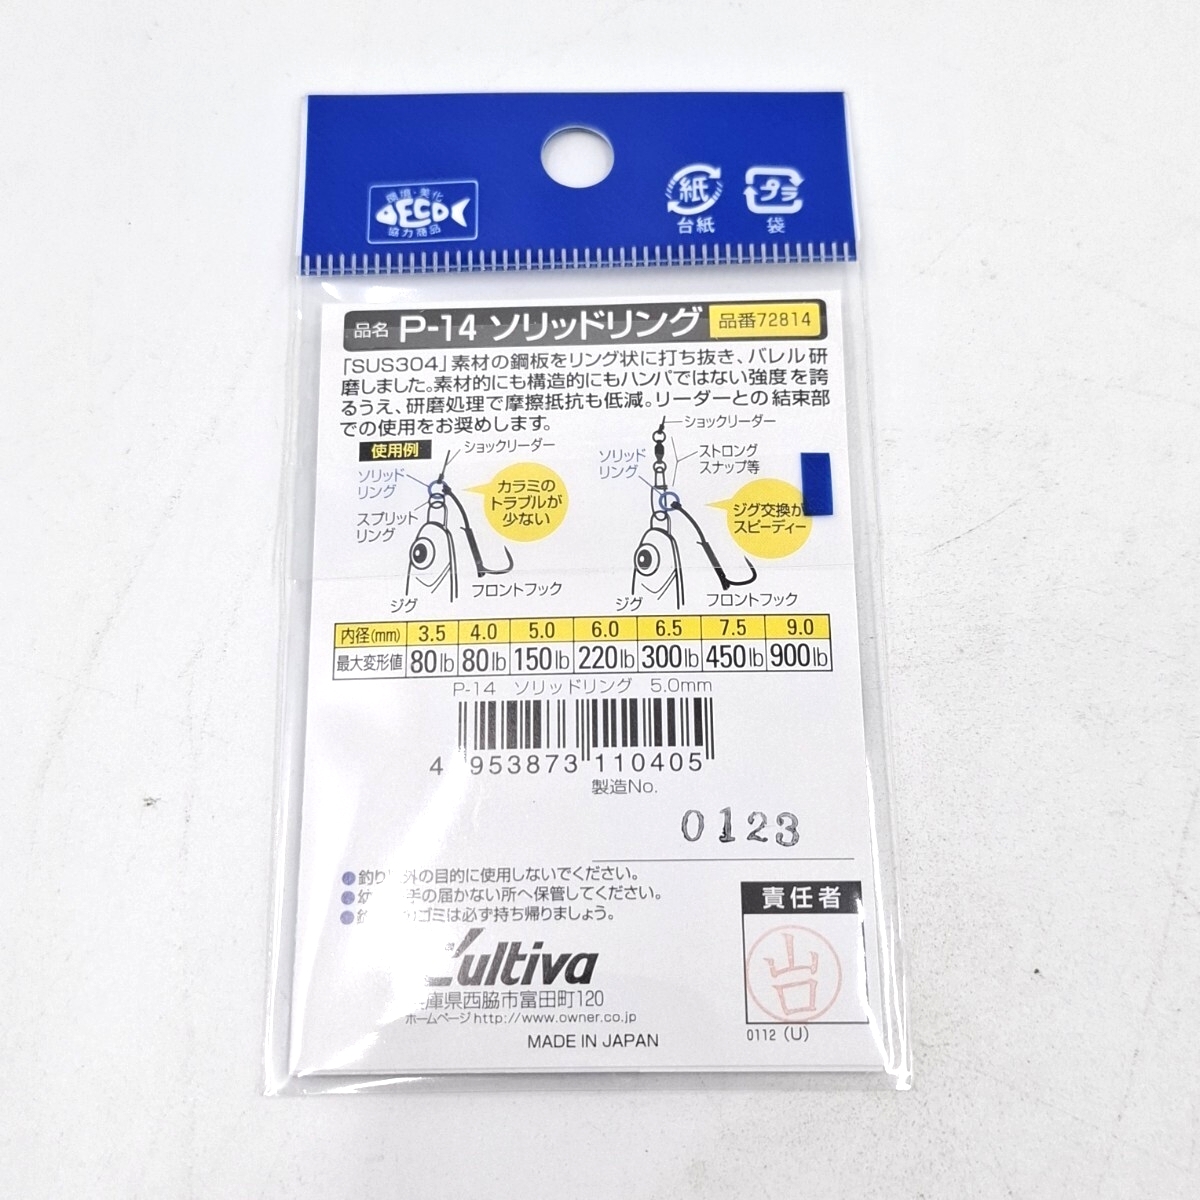 環境・美化
ECO
協力商品
紙
台紙
プラ
袋
品名 P-14 ソリッドリング 品番72814
「SUS304」素材の鋼板をリング状に打ち抜き、バレル研
磨しました。素材的にも構造的にもハンパではない強度を誇
るうえ、研磨処理で摩擦抵抗も低減。リーダーとの結束部
での使用をお奨めします。
使用例
ショックリーダー
ソリッド
リング
スプリット
リング
カラミの
トラブルが
少ない
ジグ
フロントフック
ショックリーダー
ソリッド
リング
ストロング
スナップ等
ジグ交換が
スピーディー
ジグ
フロントフック
内径(mm) 3.5 4.0 5.0 6.0 6.5 7.5 9.0
最大変形値 80lb 80lb 150lb 220lb 300lb 450lb 900lb
P-14 ソリッドリング 5.0mm
4 953873 110405
製造No.
0123
釣り 外の目的に使用しないでください。
幼 手の届かない所へ保管してください。
ゴミは必ず持ち帰りましょう。
Cultiva
庫県西脇市富田町120
ホームページhttp://www.owner.co.jp
MADE IN JAPAN
責任者
山口
0112 (U)